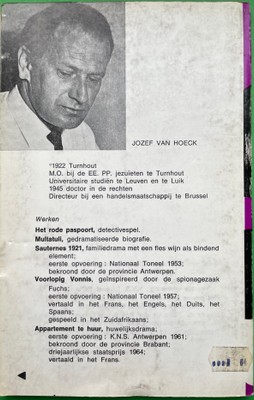 JOZEF VAN HOECK
°1922 Turnhout
M.O. bij de EE. PP. jezuïeten te Turnhout
Universitaire studiën te Leuven en te Luik
1945 doctor in de rechten
Directeur bij een handelsmaatschappij te Brussel
Werken
Het rode paspoort, detectivespel.
Multatuli, gedramatiseerde biografie.
Sauternes 1921, familiedrama met een fles wijn als bindend
element;
eerste opvoering : Nationaal Toneel 1953;
bekroond door de provincie Antwerpen.
Voorlopig Vonnis, geïnspireerd door de spionagezaak
Fuchs;
eerste opvoering : Nationaal Toneel 1957;
vertaald in het Frans, het Engels, het Duits, het
Spaans;
gespeeld in het Zuidafrikaans;
Appartement te huur, huwelijksdrama;
eerste opvoering : K.N.S. Antwerpen 1961;
bekroond door de provincie Brabant;
driejaarlijkse staatsprijs 1964;
vertaald in het Frans.